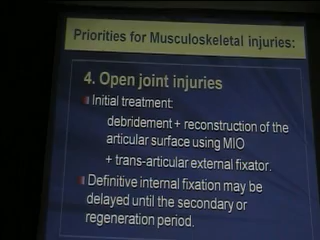 Priorities for Musculoskeletal injuries:
4. Open joint injuries
Initial treatment:
debridement + reconstruction of the
articular surface using MIO
+ trans-articular external fixator.
Definitive internal fixation may be
delayed until the secondary or
regeneration period.